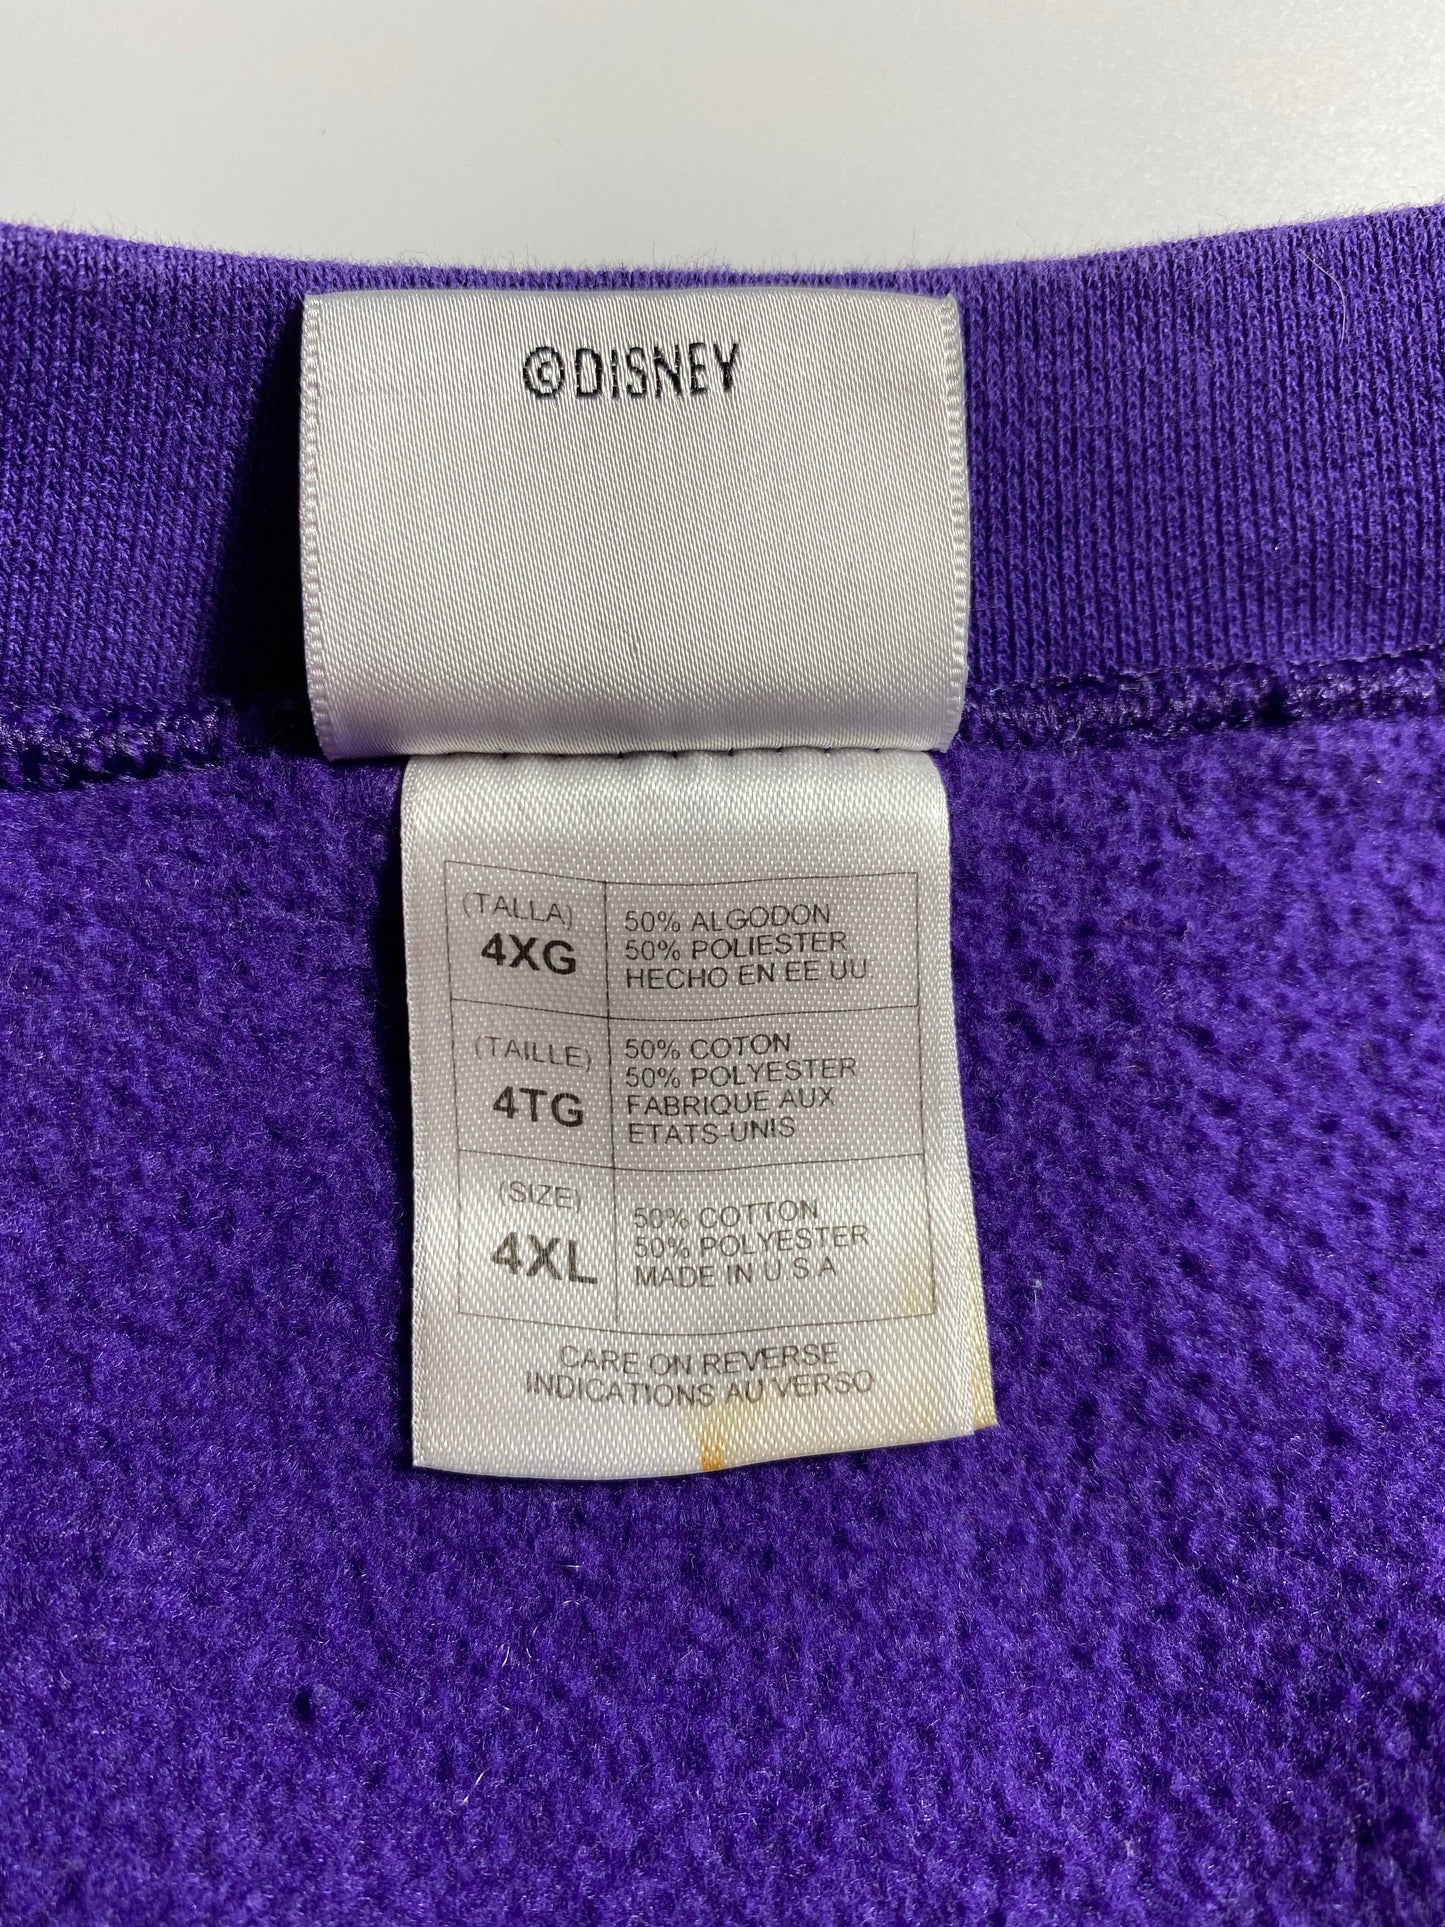 ©DISNEY
(TALLA)
4XG
50% ALGODON
50% POLIESTER
HECHO EN EE UU
(TAILLE)
4TG
50% COTON
50% POLYESTER
FABRIQUE AUX
ETATS-UNIS
(SIZE)
4XL
50% COTTON
50% POLYESTER
MADE IN U.S.A
CARE ON REVERSE
INDICATIONS AU VERSO